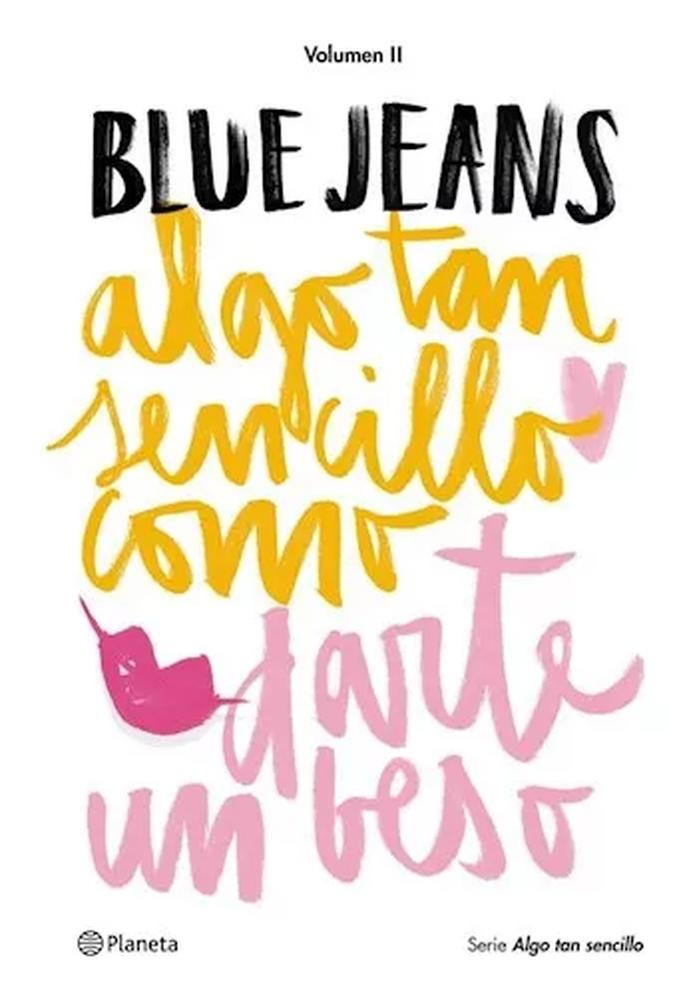 Volumen II
BLUE JEANS
algo tan
sencillo
como
darte
un beso
Planeta
Serie Algo tan sencillo